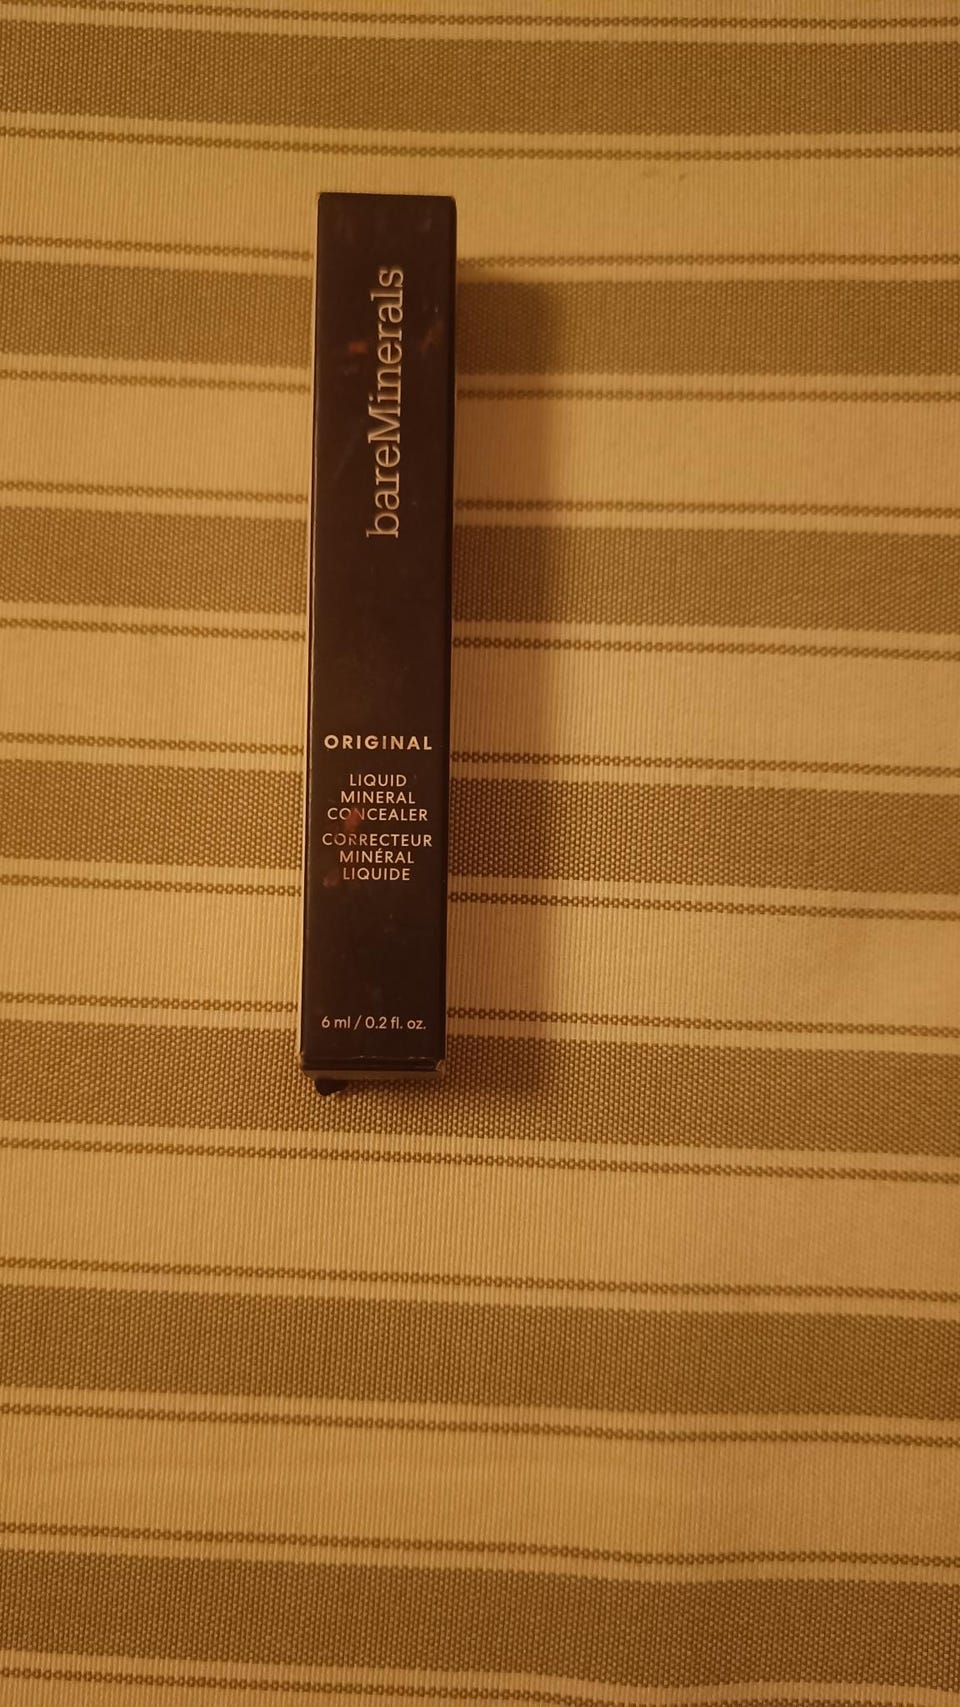 bareMinerals
ORIGINAL
LIQUID
MINERAL
CONCEALER
CORRECTEUR
MINÉRAL
LIQUIDE
6 ml / 0.2 fl. oz.